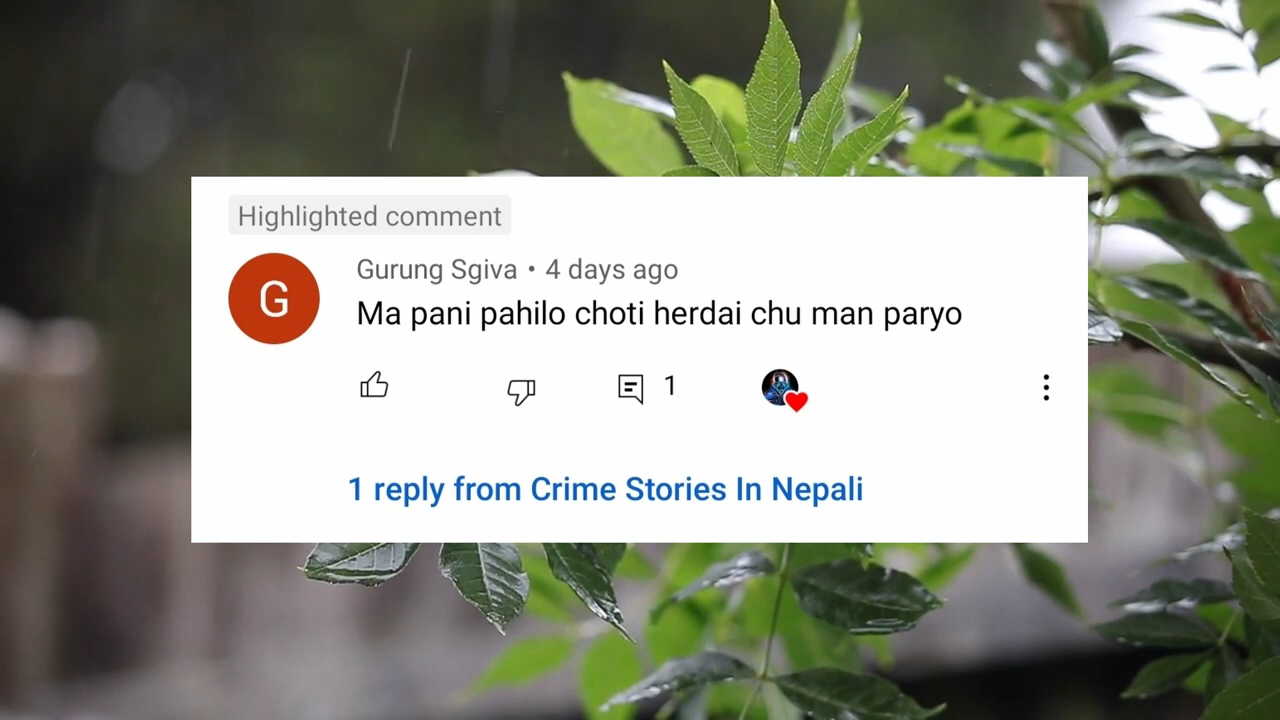 Highlighted comment
G
Gurung Sgiva • 4 days ago
Ma pani pahilo choti herdai chu man paryo
1
1 reply from Crime Stories In Nepali